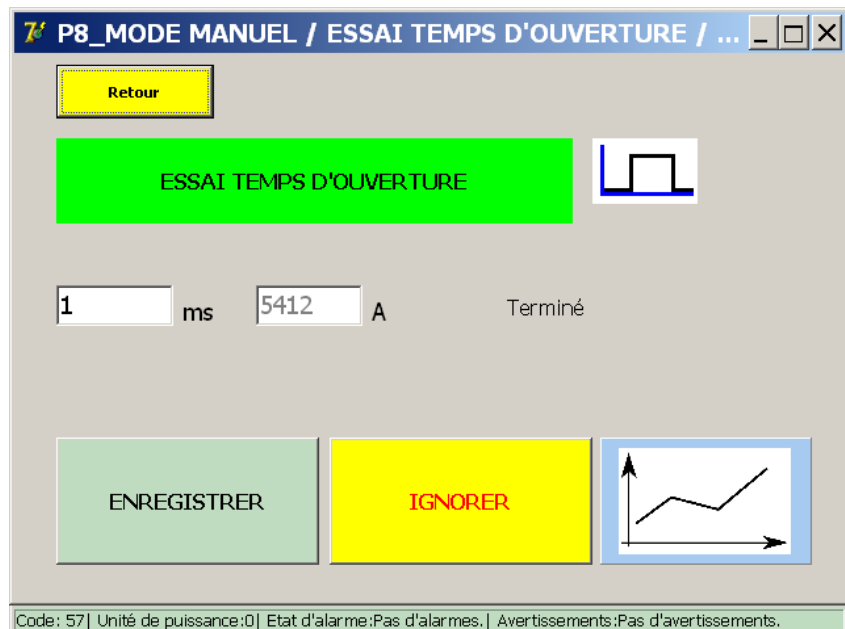 P8_MODE MANUEL / ESSAI TEMPS D'OUVERTURE / ...
Retour
ESSAI TEMPS D'OUVERTURE
1 ms 5412 A Terminé
ENREGISTRER IGNORER
Code: 57| Unité de puissance:0| Etat d'alarme:Pas d'alarmes.| Avertissements:Pas d'avertissements.